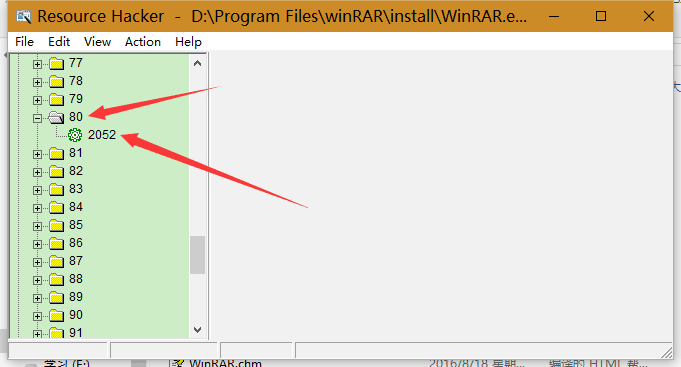 Resource Hacker - D:\Program Files\winRAR\install\WinRAR.e...
File Edit View Action Help
77
78
79
80
2052
81
82
83
84
85
86
87
88
89
90
91
学习 (F:)
WinRAR.chm
2016/8/18 星期...
编译的 HTML 帮...